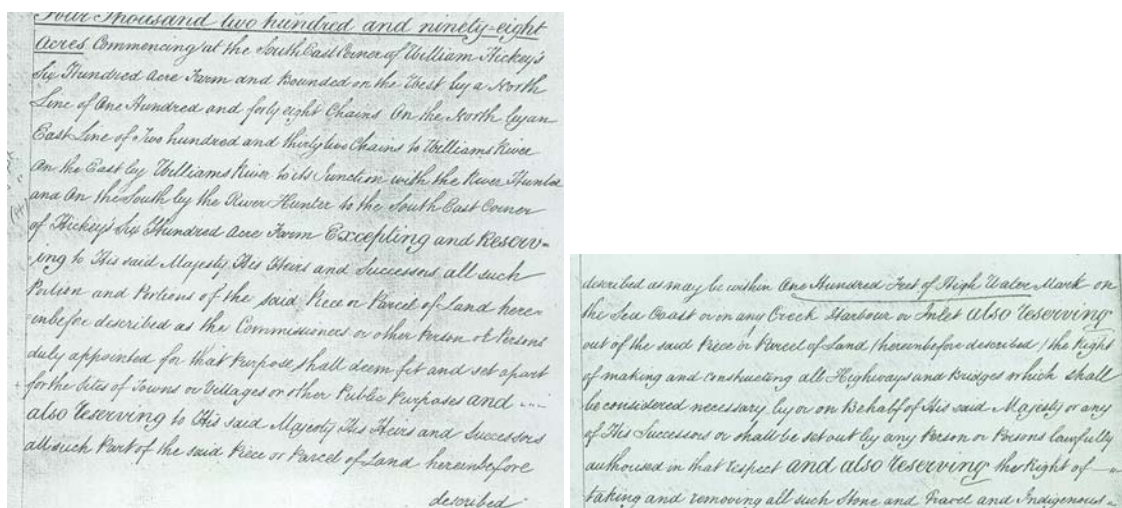 Four Thousand two hundred and ninety-eight
Acres Commencing at the South East Corner of William Hickey's
Six Hundred Acre Farm and Bounded on the West by a North
Line of One Hundred and forty eight Chains On the North by an
East Line of Two hundred and thirty two Chains to Williams River
On the East by Williams River to its Junction with the River Hunter
and On the South by the River Hunter to the South East Corner
of Hickey's Six Hundred Acre Farm Excepting and Reserv-
ing to His said Majesty His Heirs and Successors all such
Portion and Portions of the said Piece or Parcel of Land here-
inbefore described as the Commissioners or other Person or Persons
duly appointed for that Purpose shall deem fit and set apart
for the Sites of Towns or Villages or other Public Purposes and
also Reserving to His said Majesty His Heirs and Successors
all such Part of the said Piece or Parcel of Land hereinbefore
described
described as may be within One Hundred Feet of High Water Mark on
the Sea Coast or in any Creek Harbour or Inlet also Reserving
out of the said Piece or Parcel of Land (hereinbefore described) the Right
of making and constructing all Highways and Bridges which shall
be considered necessary by or on Behalf of His said Majesty or any
of His Successors or shall be set out by any Person or Persons lawfully
authorised in that respect and also Reserving the Right of
taking and removing all such Stone and Gravel and Indigenous